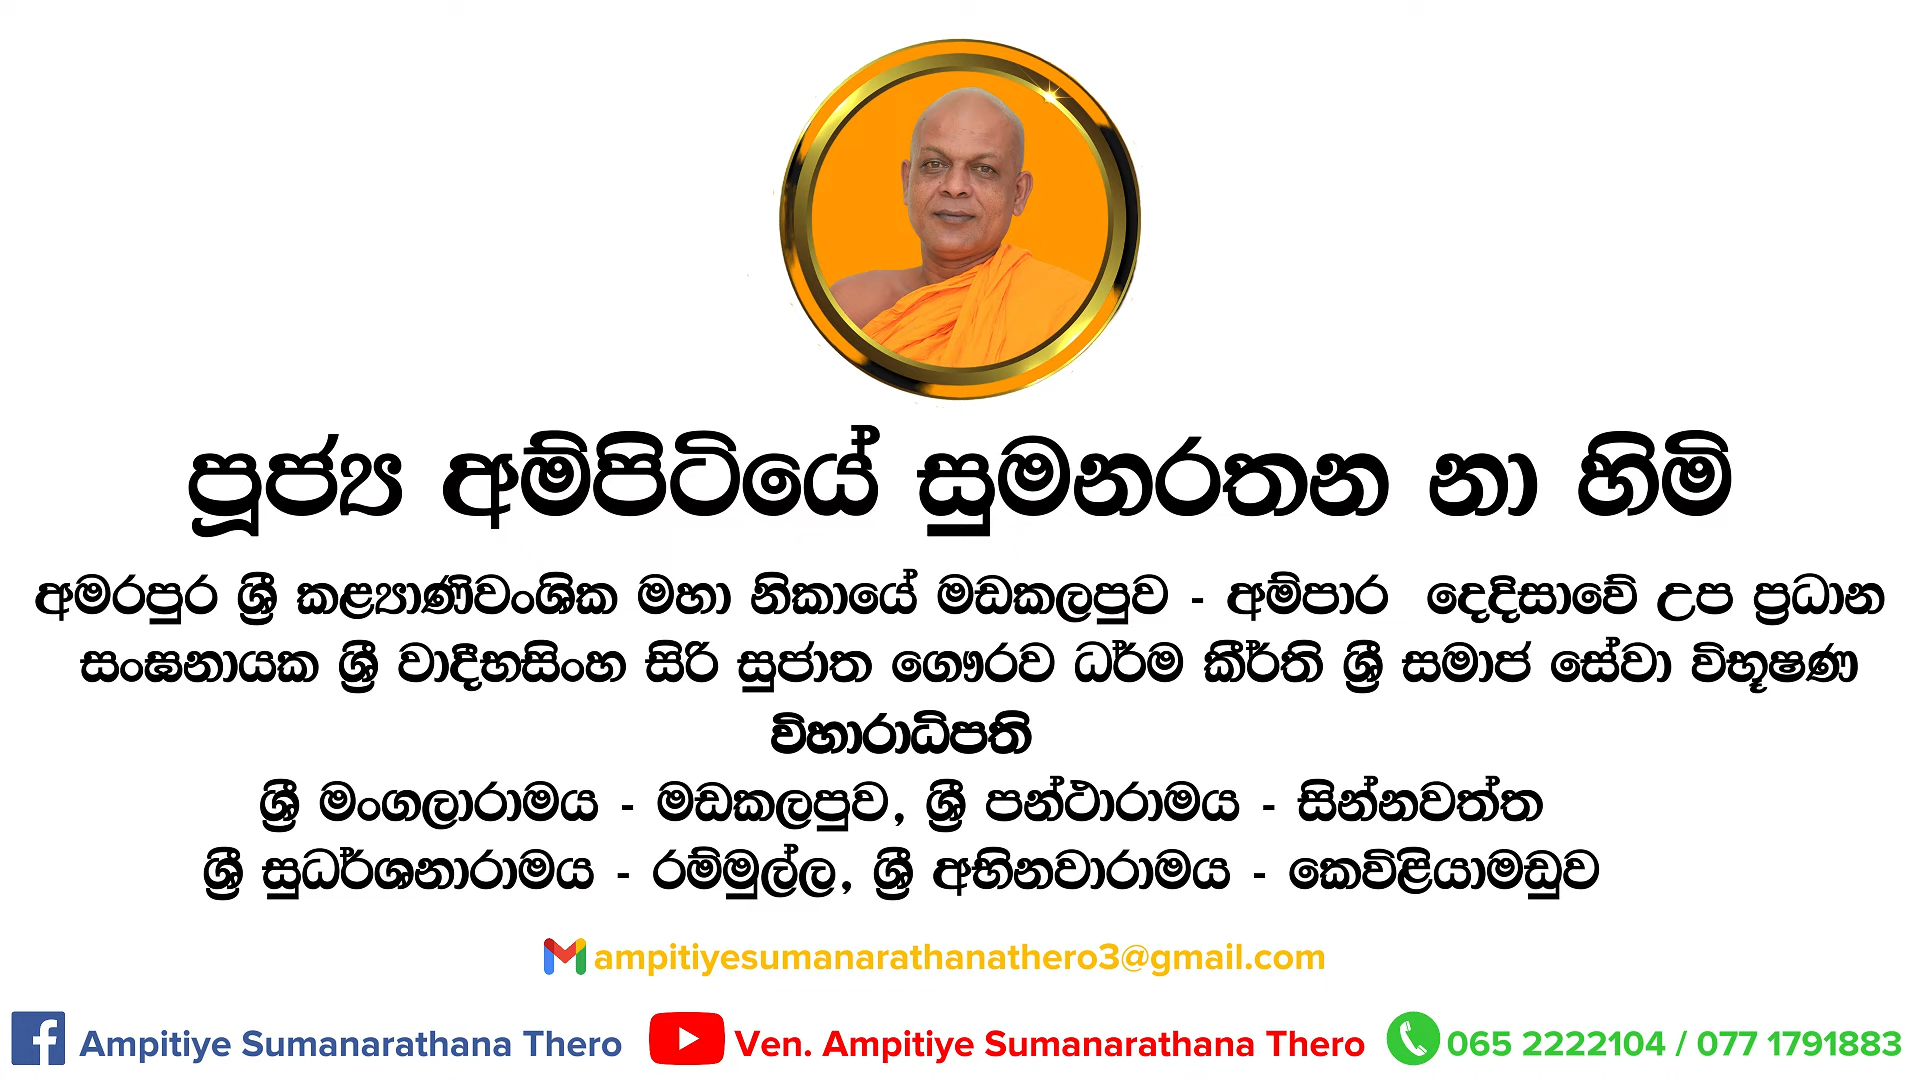 පූජ්‍ය අම්පිටියේ සුමනරතන නා හිමි
අමරපුර ශ්‍රී කළ්‍යාණිවංශික මහා නිකායේ මඩකලපුව - අම්පාර දෙදිසාවේ උප ප්‍රධාන
සංඝනායක ශ්‍රී වාදීභසිංහ සිරි සුජාත ගෞරව ධර්ම කීර්ති ශ්‍රී සමාජ සේවා විභූෂණ
විහාරාධිපති
ශ්‍රී මංගලාරාමය - මඩකලපුව, ශ්‍රී පන්ථාරාමය - සින්නවත්ත
ශ්‍රී සුධර්ශනාරාමය - රම්මුල්ල, ශ්‍රී අභිනවාරාමය - කෙවිළියාමඩුව
ampitiyesumanarathanathero3@gmail.com
Ampitiye Sumanarathana Thero Ven. Ampitiye Sumanarathana Thero 065 2222104 / 077 1791883